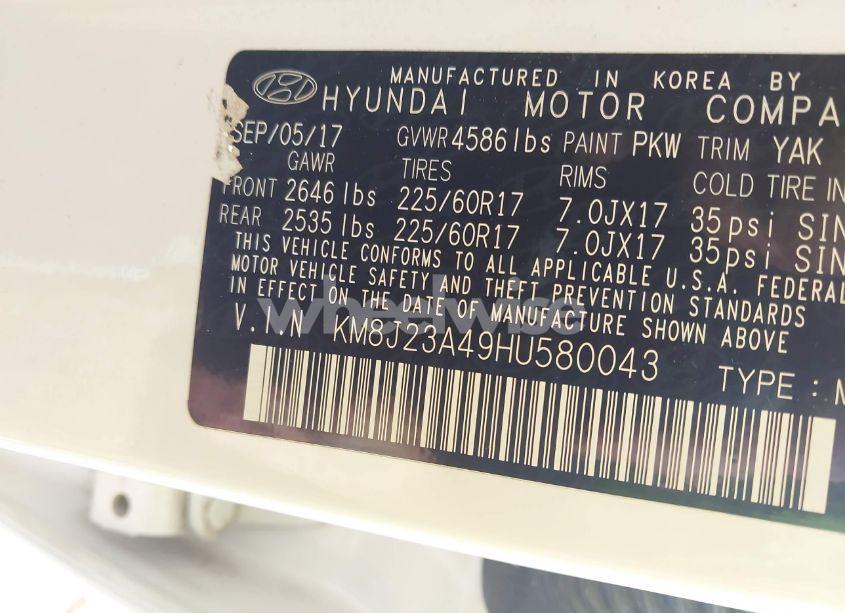 MANUFACTURED IN KOREA BY
HYUNDAI MOTOR COMPA
SEP/05/17 GVWR 4586 lbs PAINT PKW TRIM YAK
GAWR TIRES RIMS COLD TIRE IN
FRONT 2646 lbs 225/60R17 7.0JX17 35psi SIN
REAR 2535 lbs 225/60R17 7.0JX17 35psi SIN
THIS VEHICLE CONFORMS TO ALL APPLICABLE U.S.A. FEDERAL
MOTOR VEHICLE SAFETY AND THEFT PREVENTION STANDARDS
IN EFFECT ON THE DATE OF MANUFACTURE SHOWN ABOVE
wheelwise
V.I.N KM8J23A49HU580043 TYPE : M